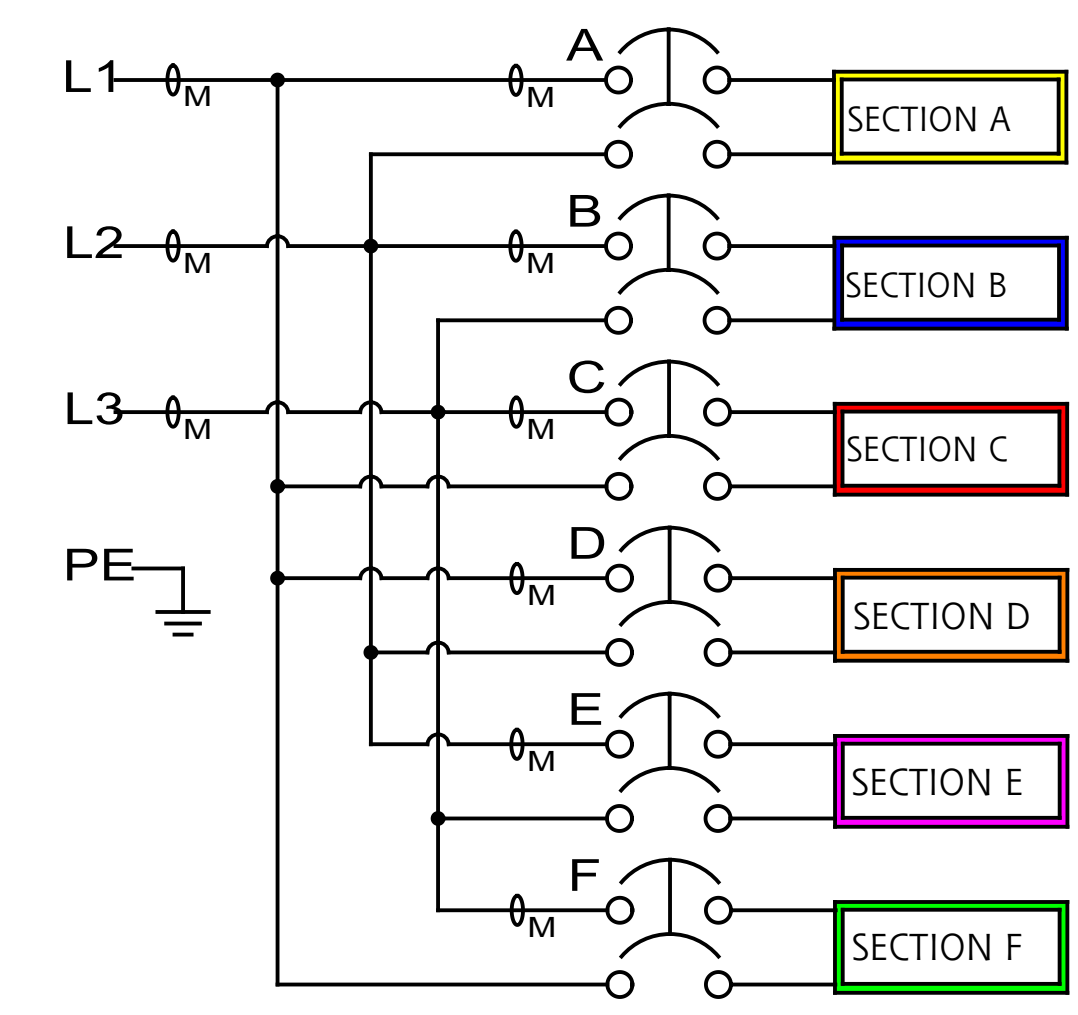 A
L1 M M SECTION A
B
L2 M M SECTION B
C
L3 M M SECTION C
D
PE M SECTION D
E
M SECTION E
F
M SECTION F